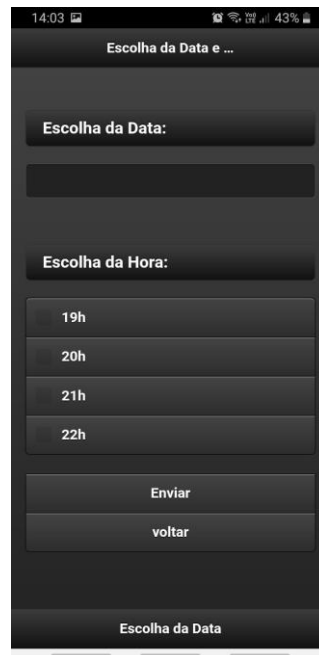 14:03 43%
Escolha da Data e ...
Escolha da Data:
Escolha da Hora:
19h
20h
21h
22h
Enviar
voltar
Escolha da Data